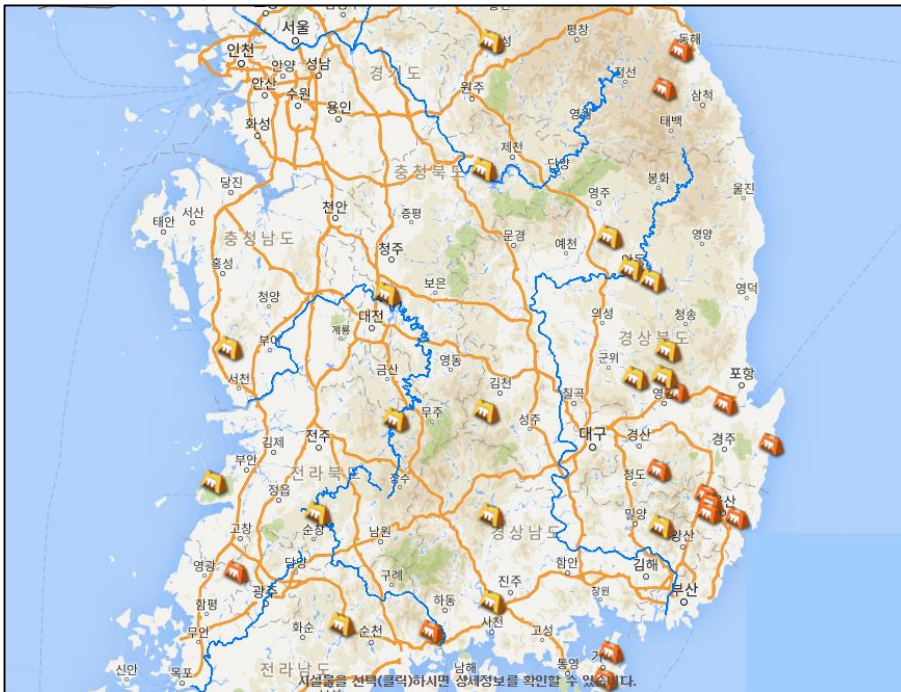 서울
동해
평창
인천
성남
안양
경기도
정선
안산
수원
원주
삼척
용인
영월
화성
태백
제천
단양
충청북도
봉화
당진
영주
울진
서산
증평
태안
천안
영양
충청남도
문경
예천
청주
홍성
보은
안동
영덕
청양
의성
청송
대전
경상북도
부여
계룡
군위
영동
서천
금산
김천
포항
무주
칠곡
성주
전주
대구
경산
경주
김제
부안
전라북도
장수
청도
정읍
밀양
고창
순창
남원
경상남도
양산
담양
영광
함안
구례
진주
김해
광주
창원
부산
함평
하동
무안
화순
순천
사천
고성
신안
목포
전라남도
남해
통영
시설물을 선택(클릭)하시면 상세정보를 확인할 수 있습니다.